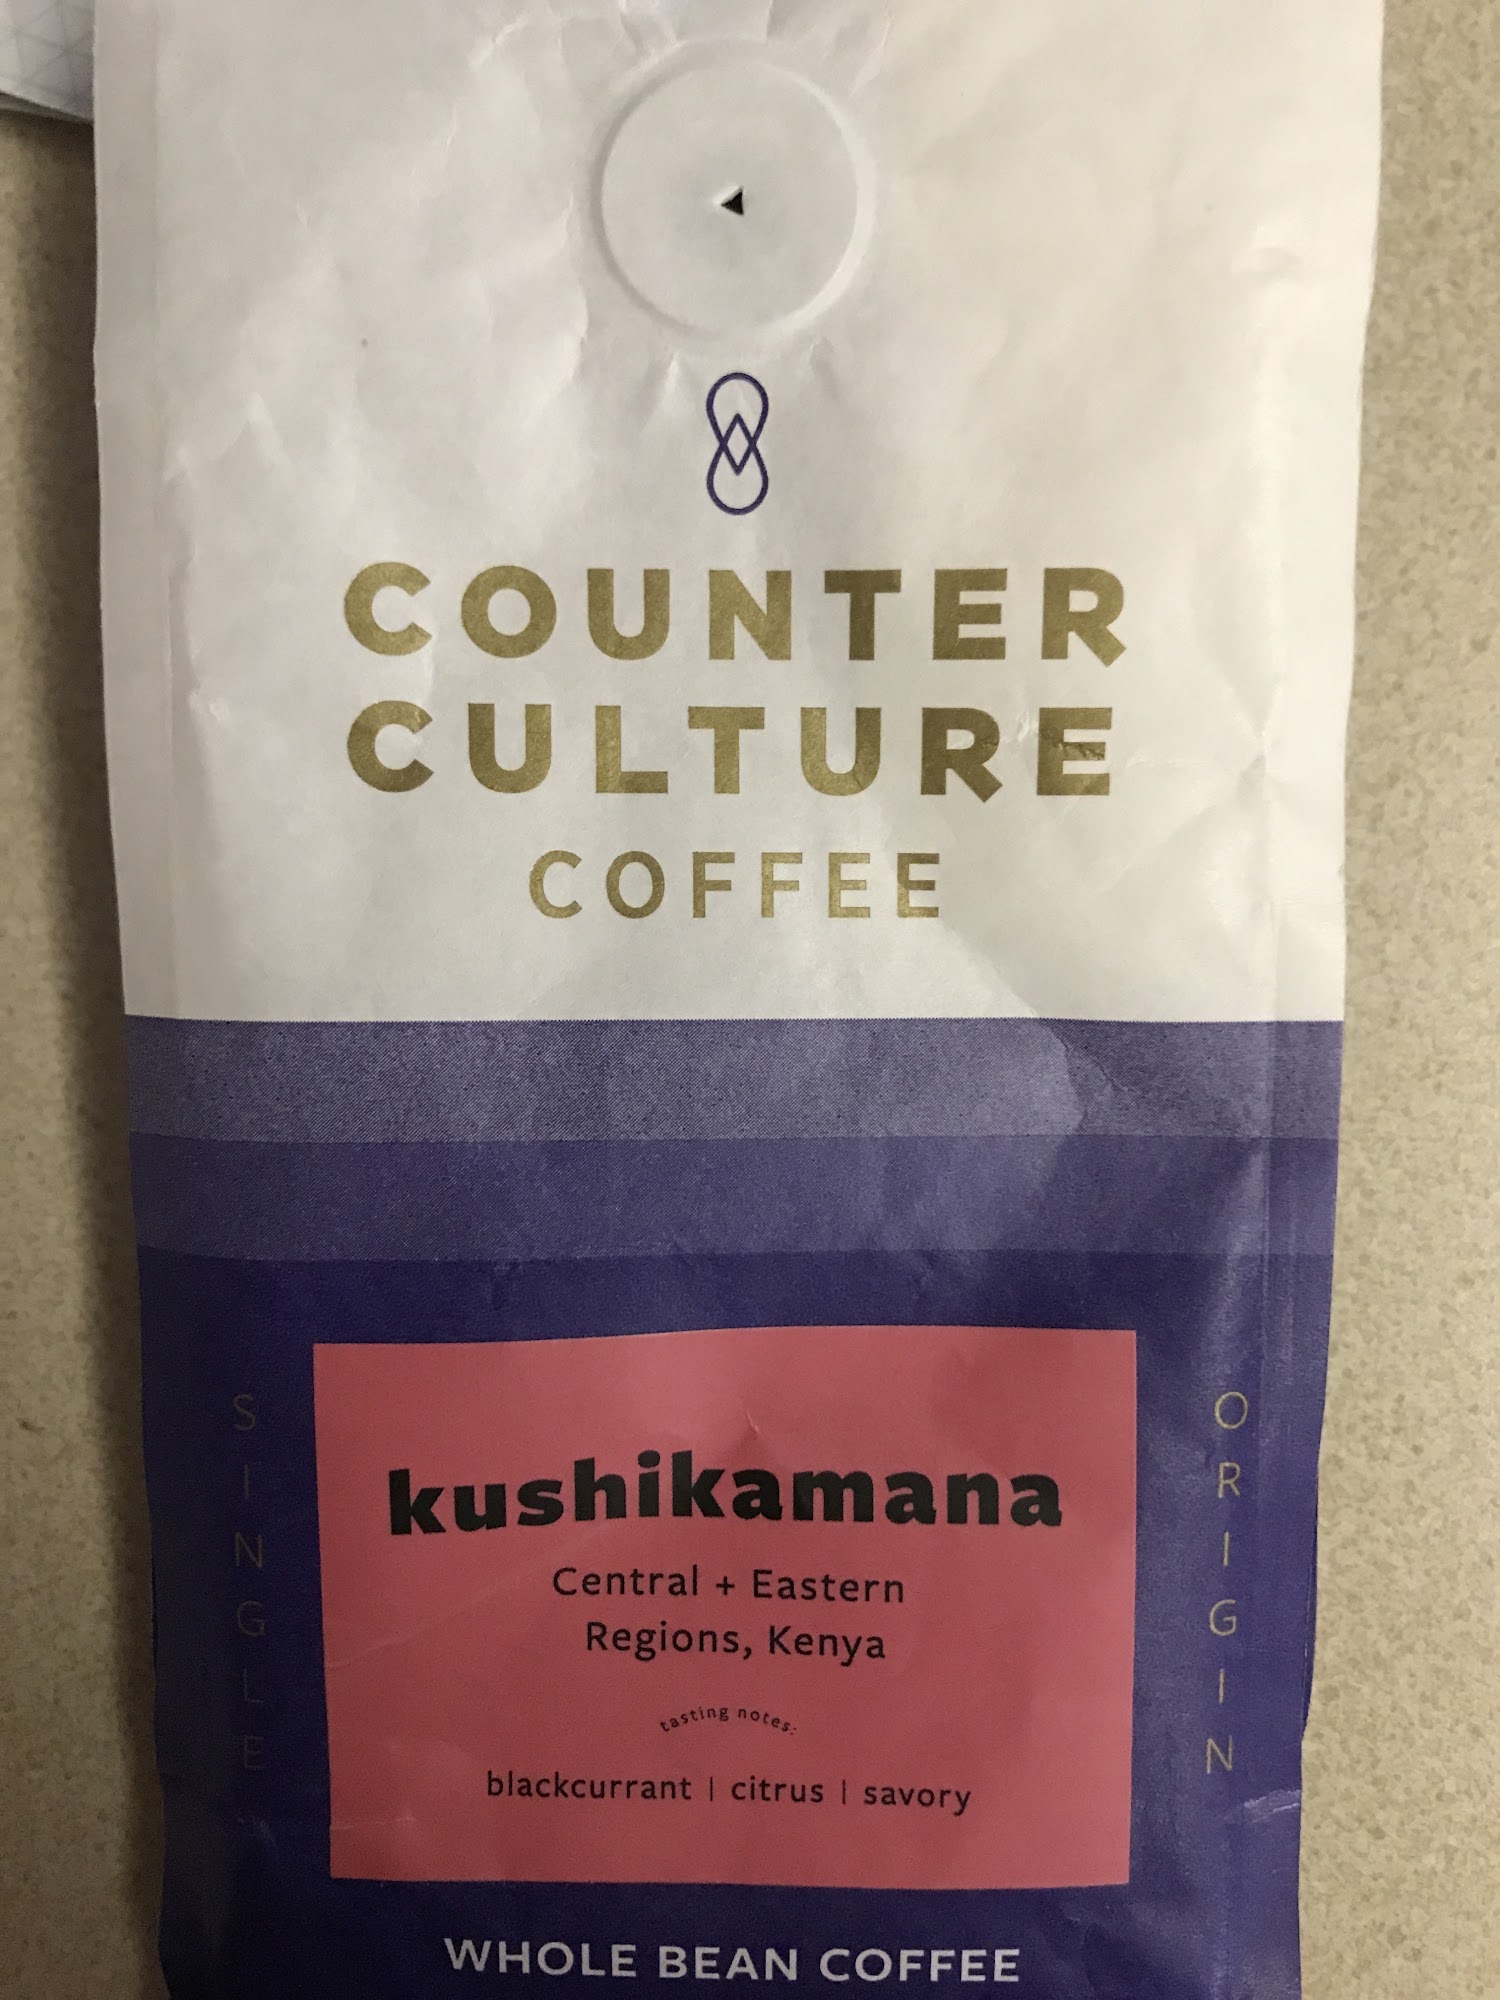 COUNTER
CULTURE
COFFEE
SINGLE
ORIGIN
kushikamana
Central + Eastern
Regions, Kenya
tasting notes:
blackcurrant | citrus | savory
WHOLE BEAN COFFEE